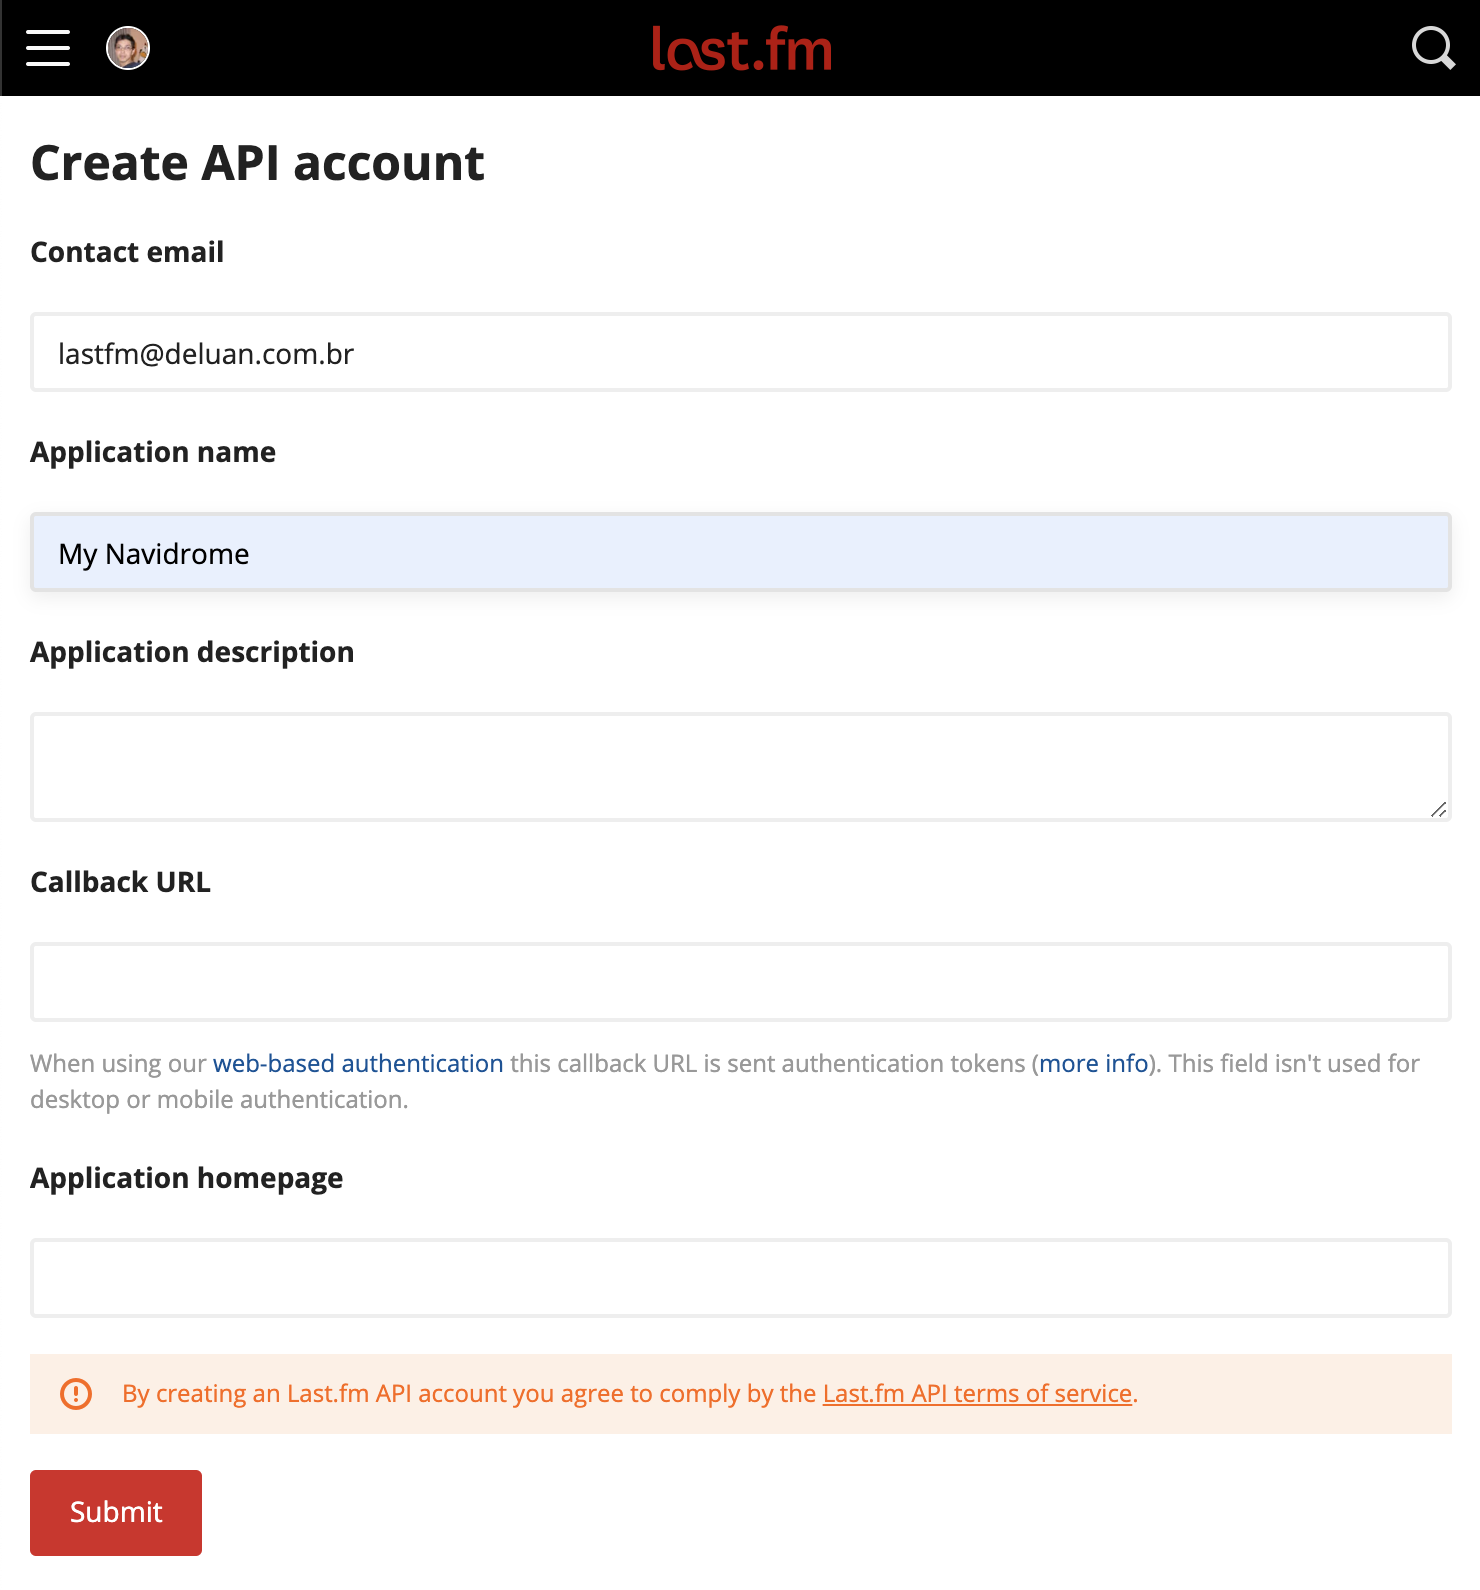 last.fm
Create API account
Contact email
lastfm@deluan.com.br
Application name
My Navidrome
Application description
Callback URL
When using our web-based authentication this callback URL is sent authentication tokens (more info). This field isn't used for
desktop or mobile authentication.
Application homepage
By creating an Last.fm API account you agree to comply by the Last.fm API terms of service.
Submit